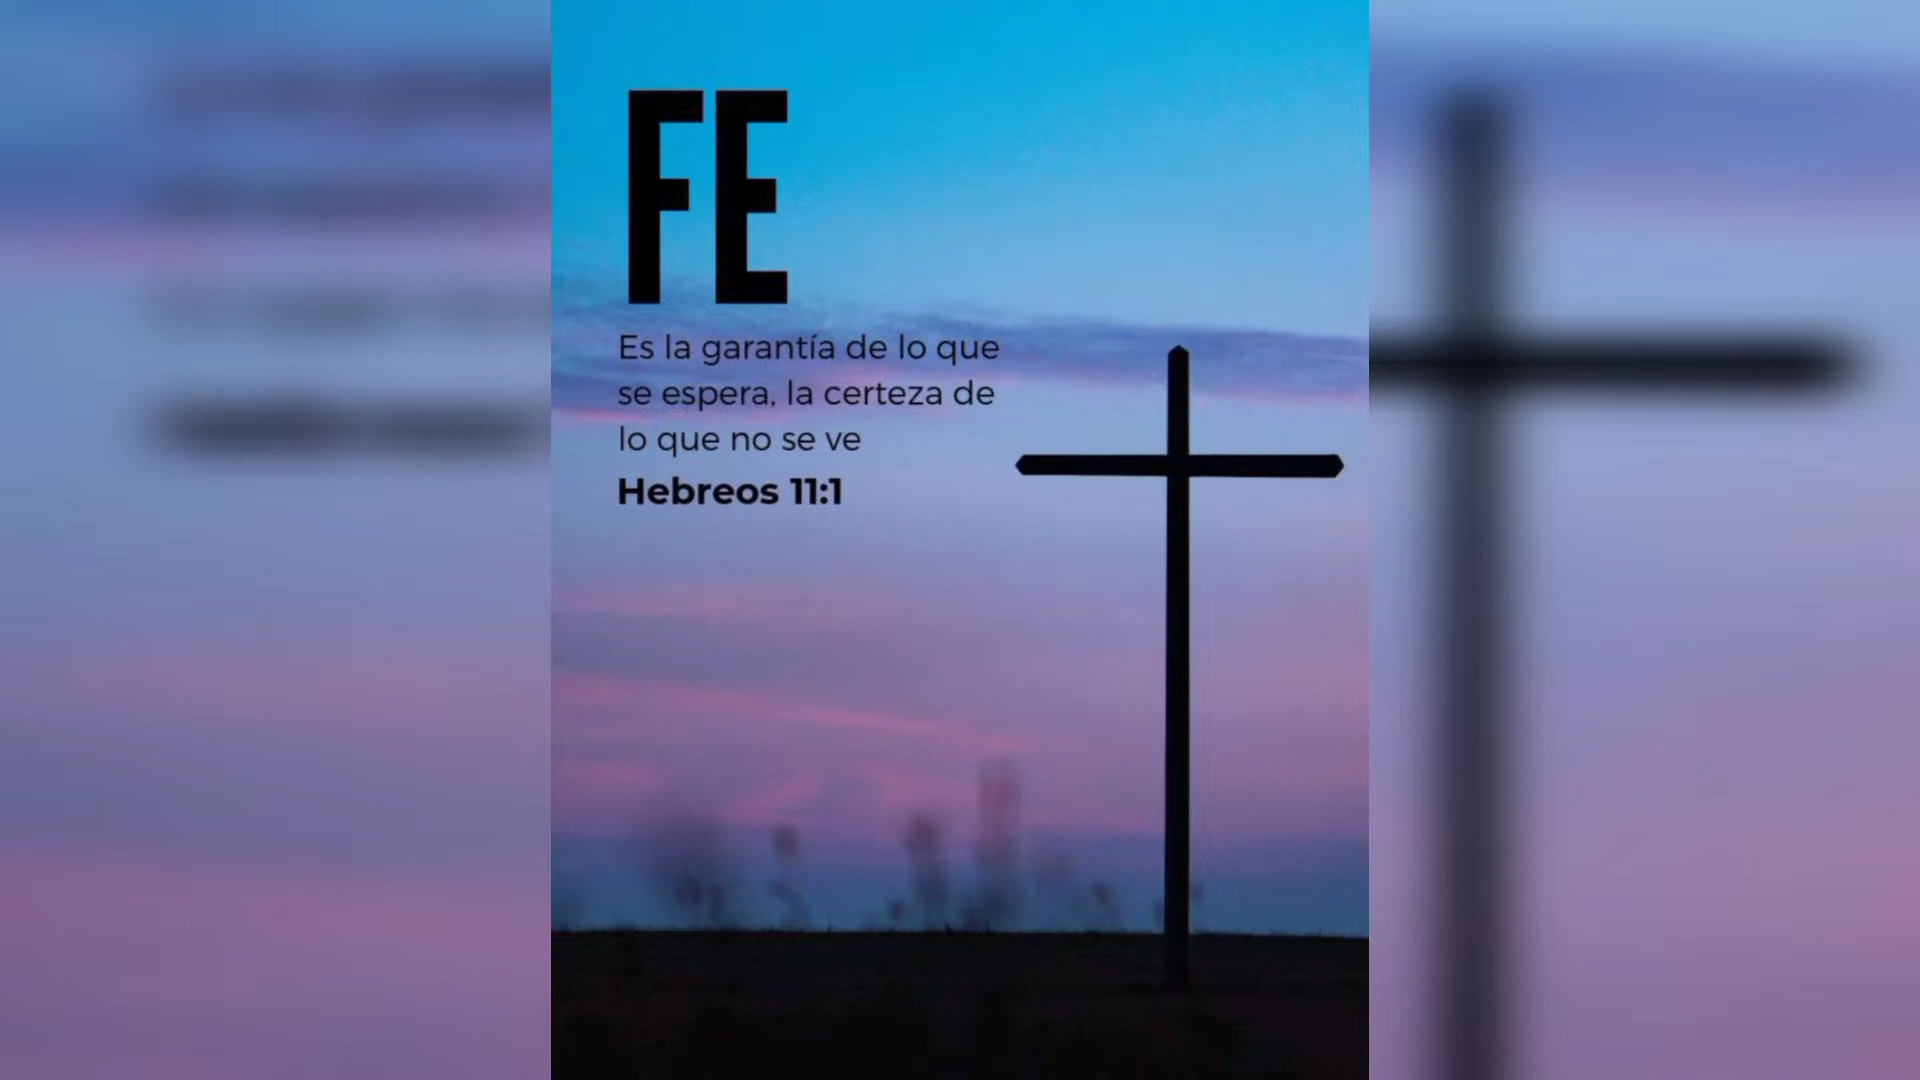 FE
Es la garantía de lo que
se espera, la certeza de
lo que no se ve
Hebreos 11:1